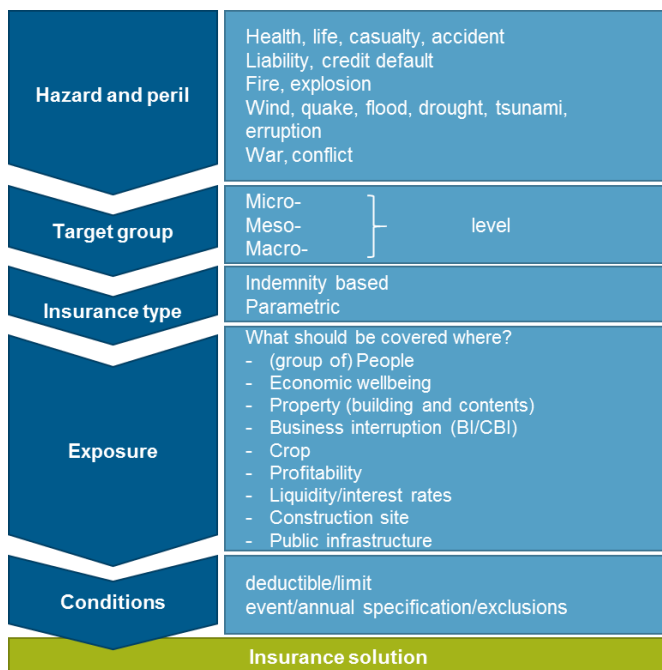 Hazard and peril
Health, life, casualty, accident
Liability, credit default
Fire, explosion
Wind, quake, flood, drought, tsunami,
erruption
War, conflict
Target group
Micro-
Meso- level
Macro-
Insurance type
Indemnity based
Parametric
Exposure
What should be covered where?
- (group of) People
- Economic wellbeing
- Property (building and contents)
- Business interruption (BI/CBI)
- Crop
- Profitability
- Liquidity/interest rates
- Construction site
- Public infrastructure
Conditions
deductible/limit
event/annual specification/exclusions
Insurance solution